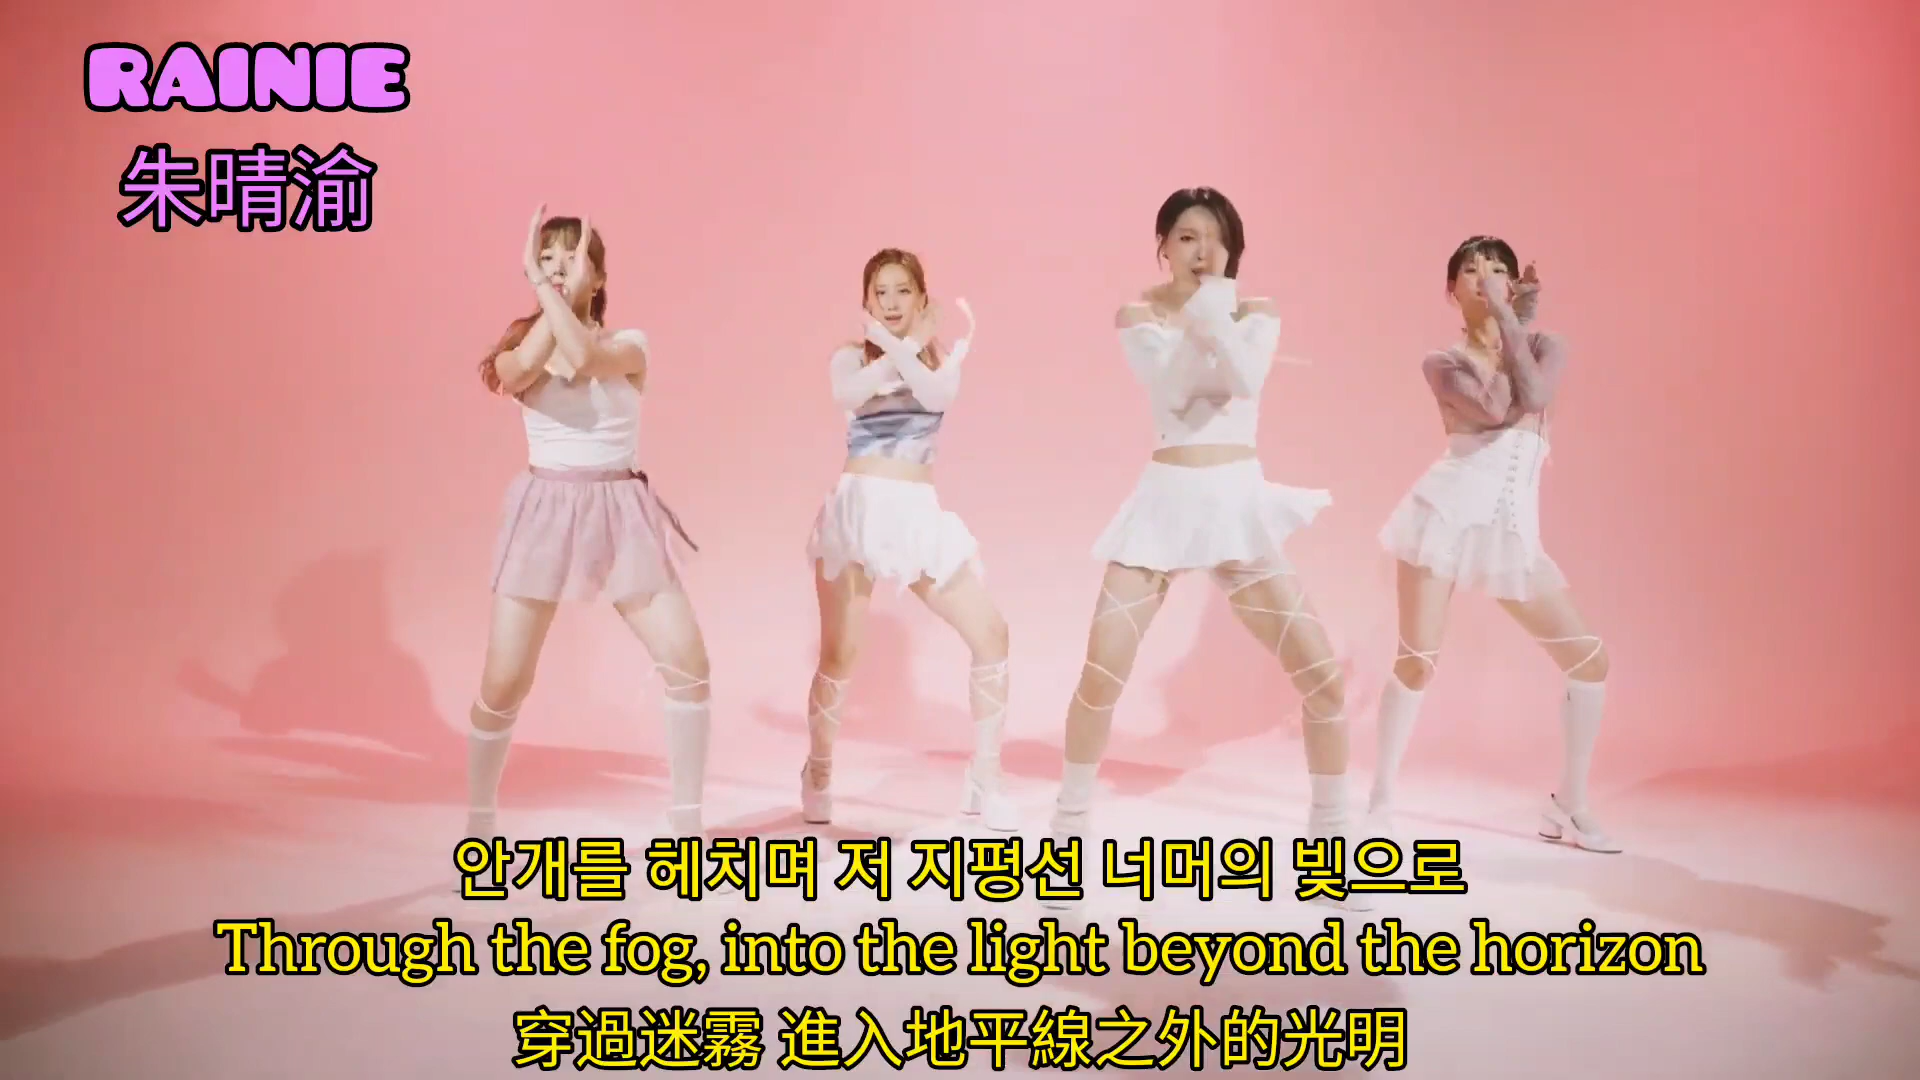 RAINIE
朱晴渝
안개를 헤치며 저 지평선 너머의 빛으로
Through the fog, into the light beyond the horizon
穿過迷霧 進入地平線之外的光明